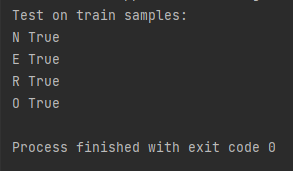 Test on train samples:
N True
E True
R True
O True
Process finished with exit code 0